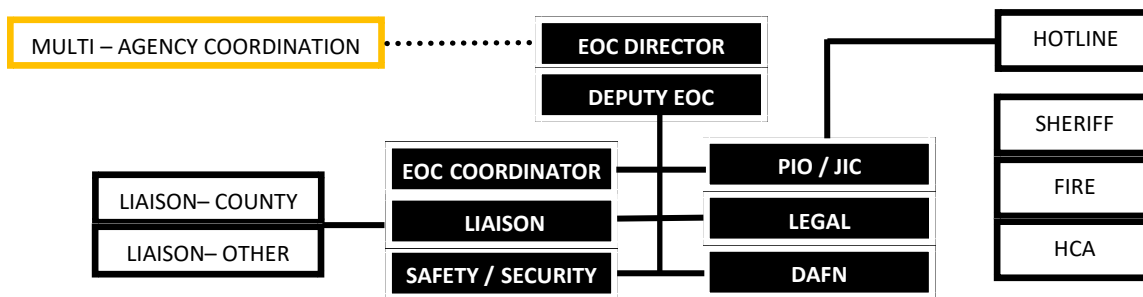 MULTI – AGENCY COORDINATION
EOC DIRECTOR
HOTLINE
DEPUTY EOC
SHERIFF
EOC COORDINATOR
PIO / JIC
FIRE
LIAISON– COUNTY
LIAISON
LEGAL
LIAISON– OTHER
HCA
SAFETY / SECURITY
DAFN